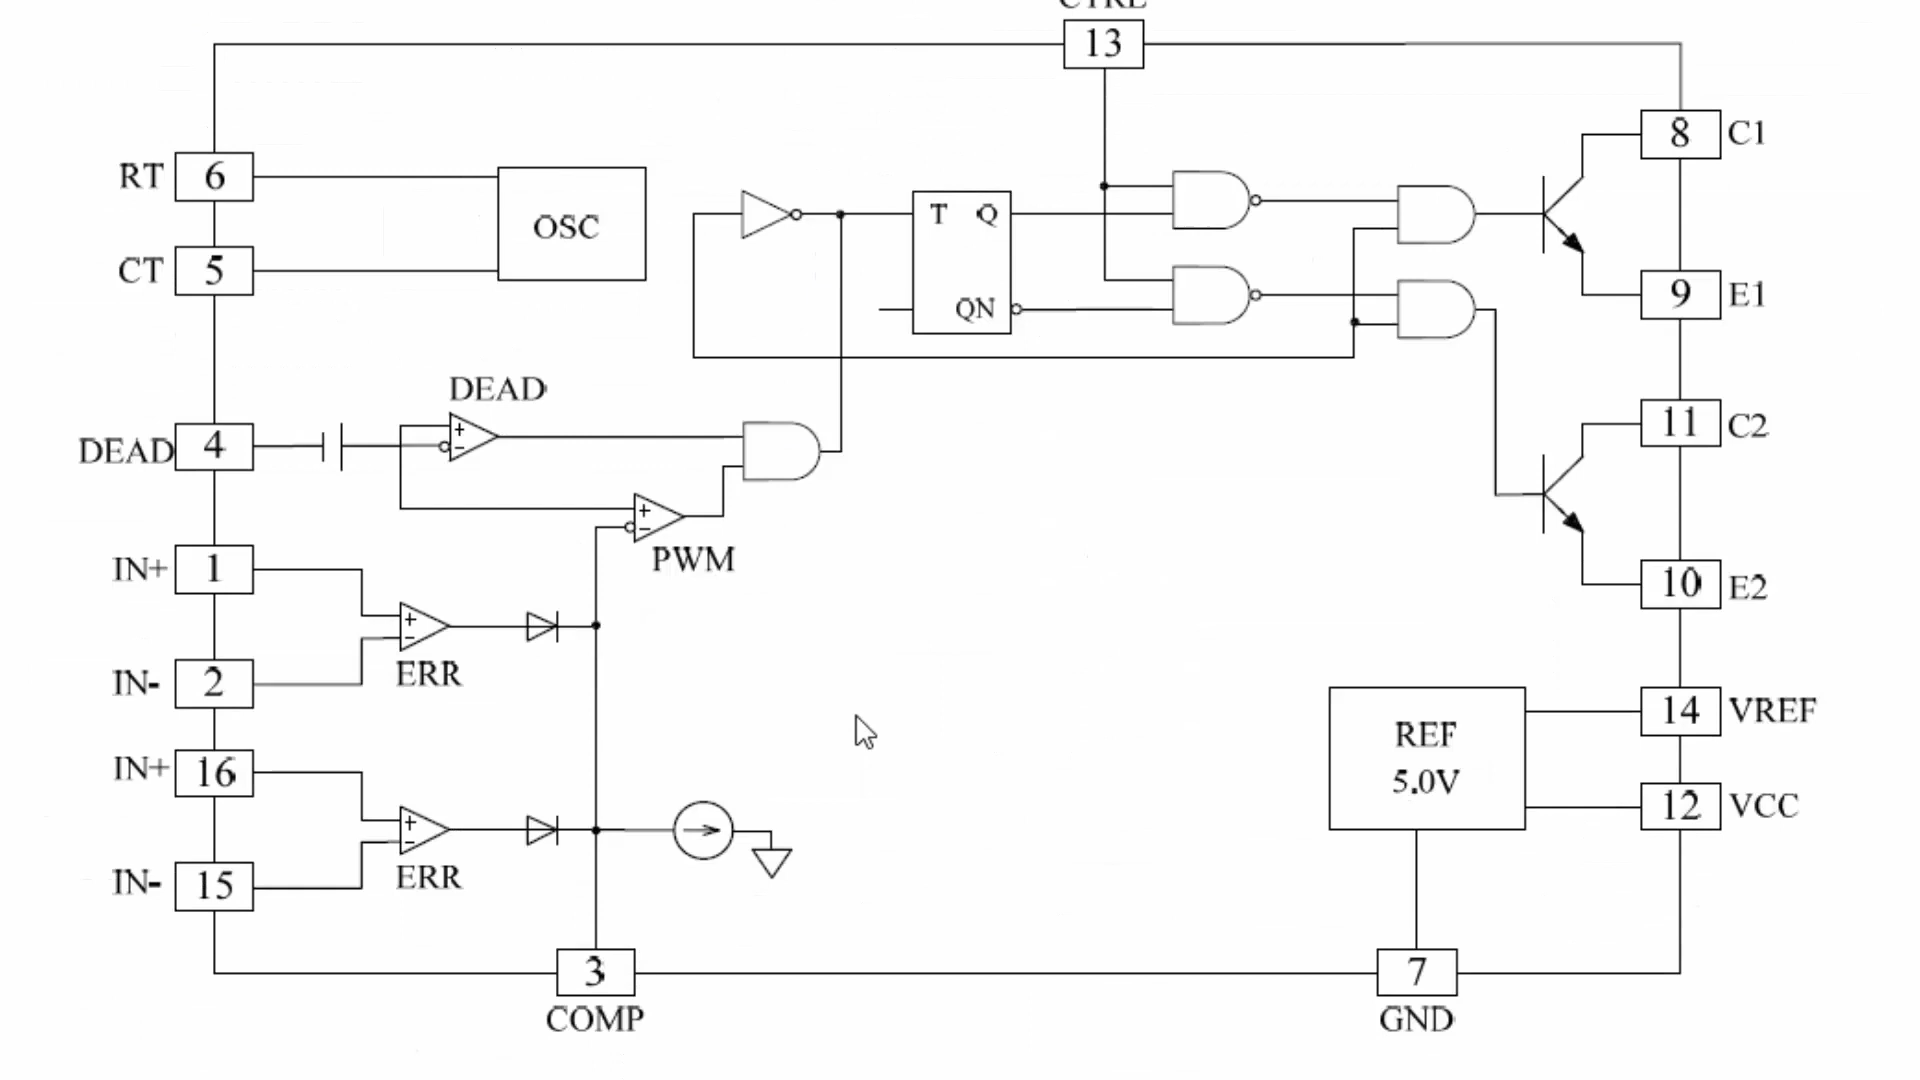 13
8 C1
RT 6
OSC
T Q
CT 5
QN
9 E1
DEAD
11 C2
DEAD 4
+
-
+
-
PWM
IN+ 1
10 E2
+
-
ERR
IN- 2
14 VREF
REF
5.0V
IN+ 16
12 VCC
+
-
ERR
IN- 15
3
7
COMP
GND